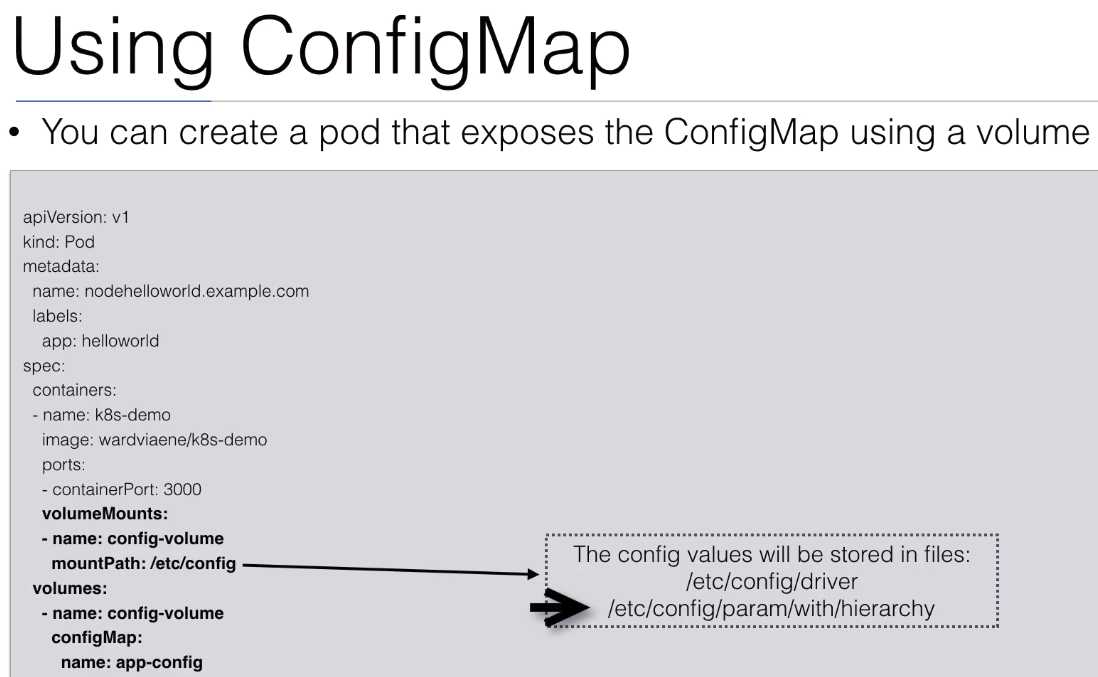 Using ConfigMap
• You can create a pod that exposes the ConfigMap using a volume
apiVersion: v1
kind: Pod
metadata:
  name: nodehelloworld.example.com
  labels:
    app: helloworld
spec:
  containers:
  - name: k8s-demo
    image: wardviaene/k8s-demo
    ports:
    - containerPort: 3000
    volumeMounts:
    - name: config-volume
      mountPath: /etc/config
  volumes:
    - name: config-volume
      configMap:
        name: app-config
The config values will be stored in files:
/etc/config/driver
/etc/config/param/with/hierarchy